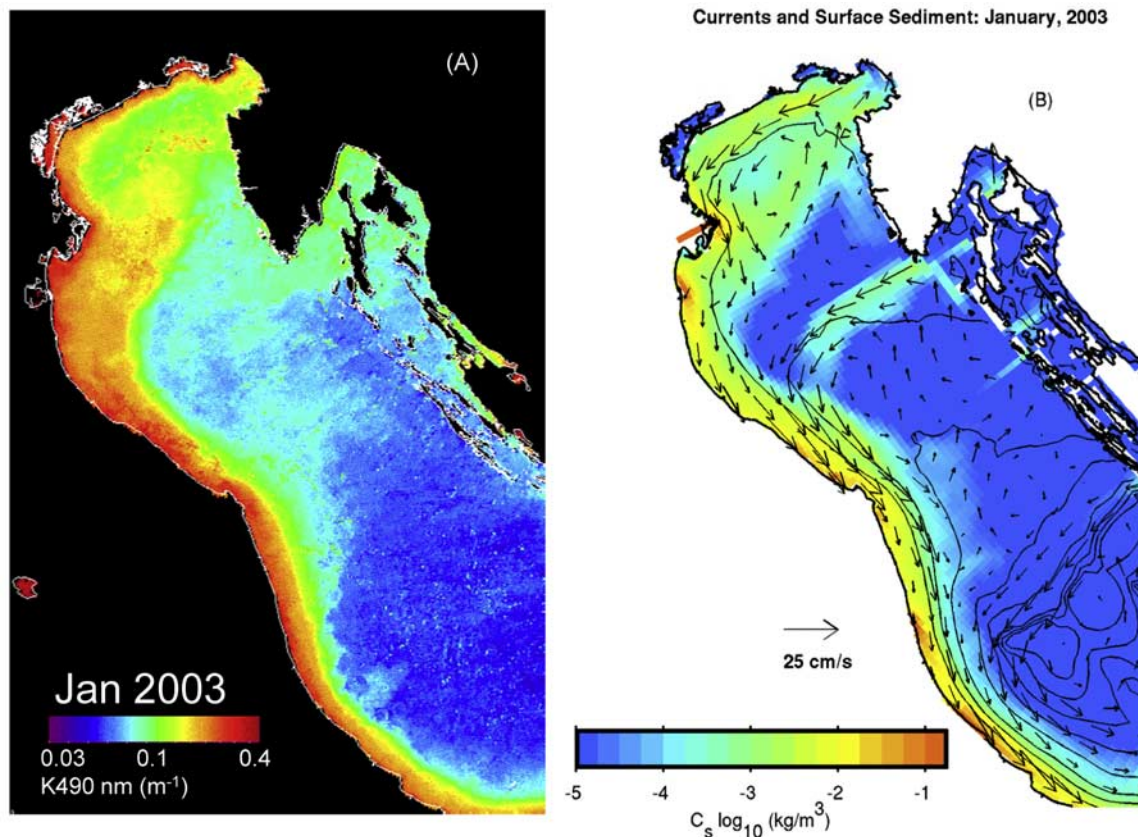 (A)
Jan 2003
0.03 0.1 0.4
K490 nm (m⁻¹)
Currents and Surface Sediment: January, 2003
(B)
25 cm/s
-5 -4 -3 -2 -1
C_s log₁₀ (kg/m³)